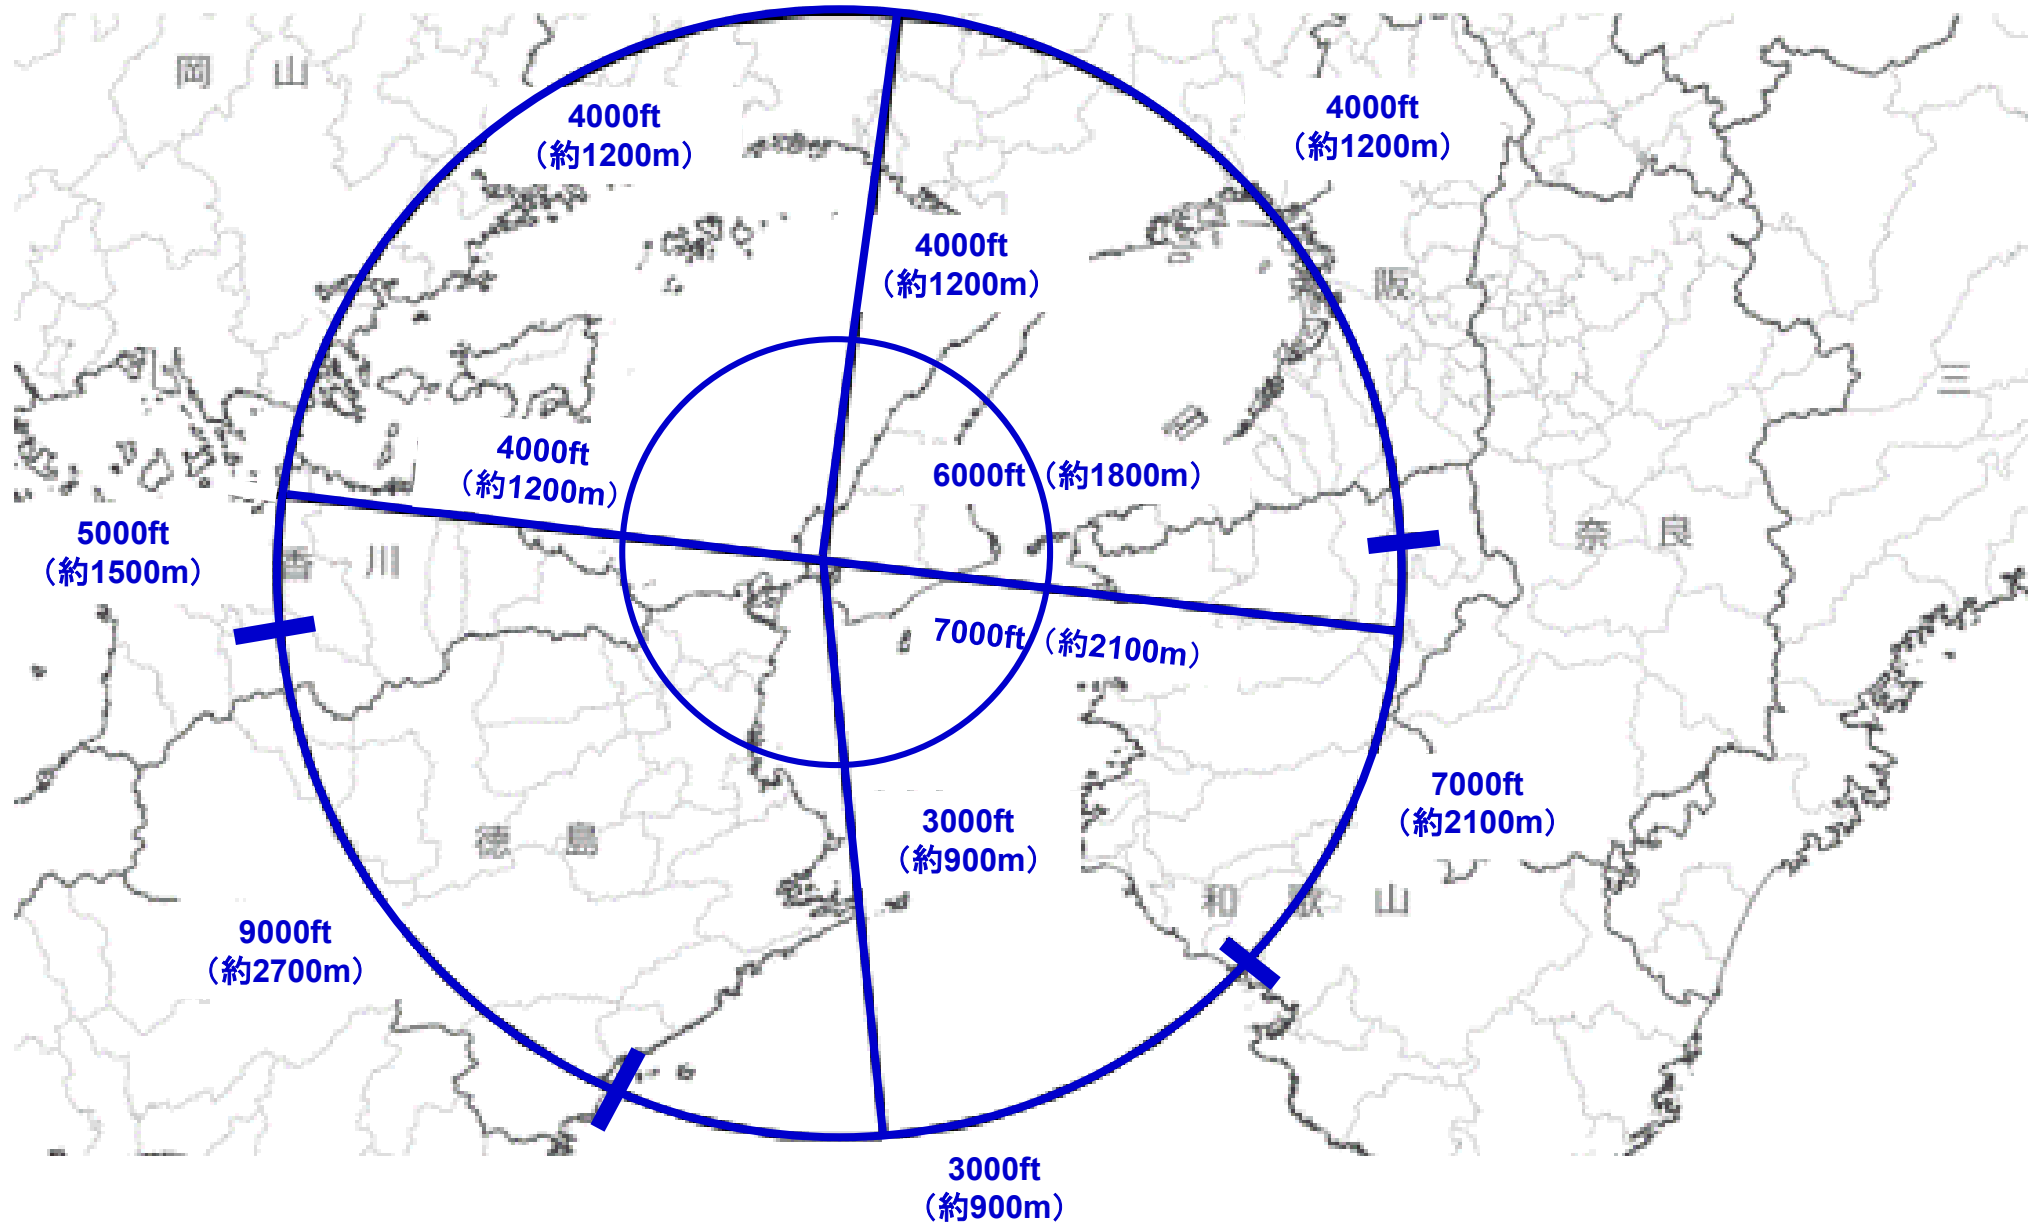 岡 山
4000ft
（約1200m）
4000ft
（約1200m）
4000ft
（約1200m）
阪
三
4000ft
（約1200m）
6000ft（約1800m）
5000ft
（約1500m）
香 川
奈 良
7000ft（約2100m）
7000ft
（約2100m）
3000ft
（約900m）
徳 島
和 歌 山
9000ft
（約2700m）
3000ft
（約900m）